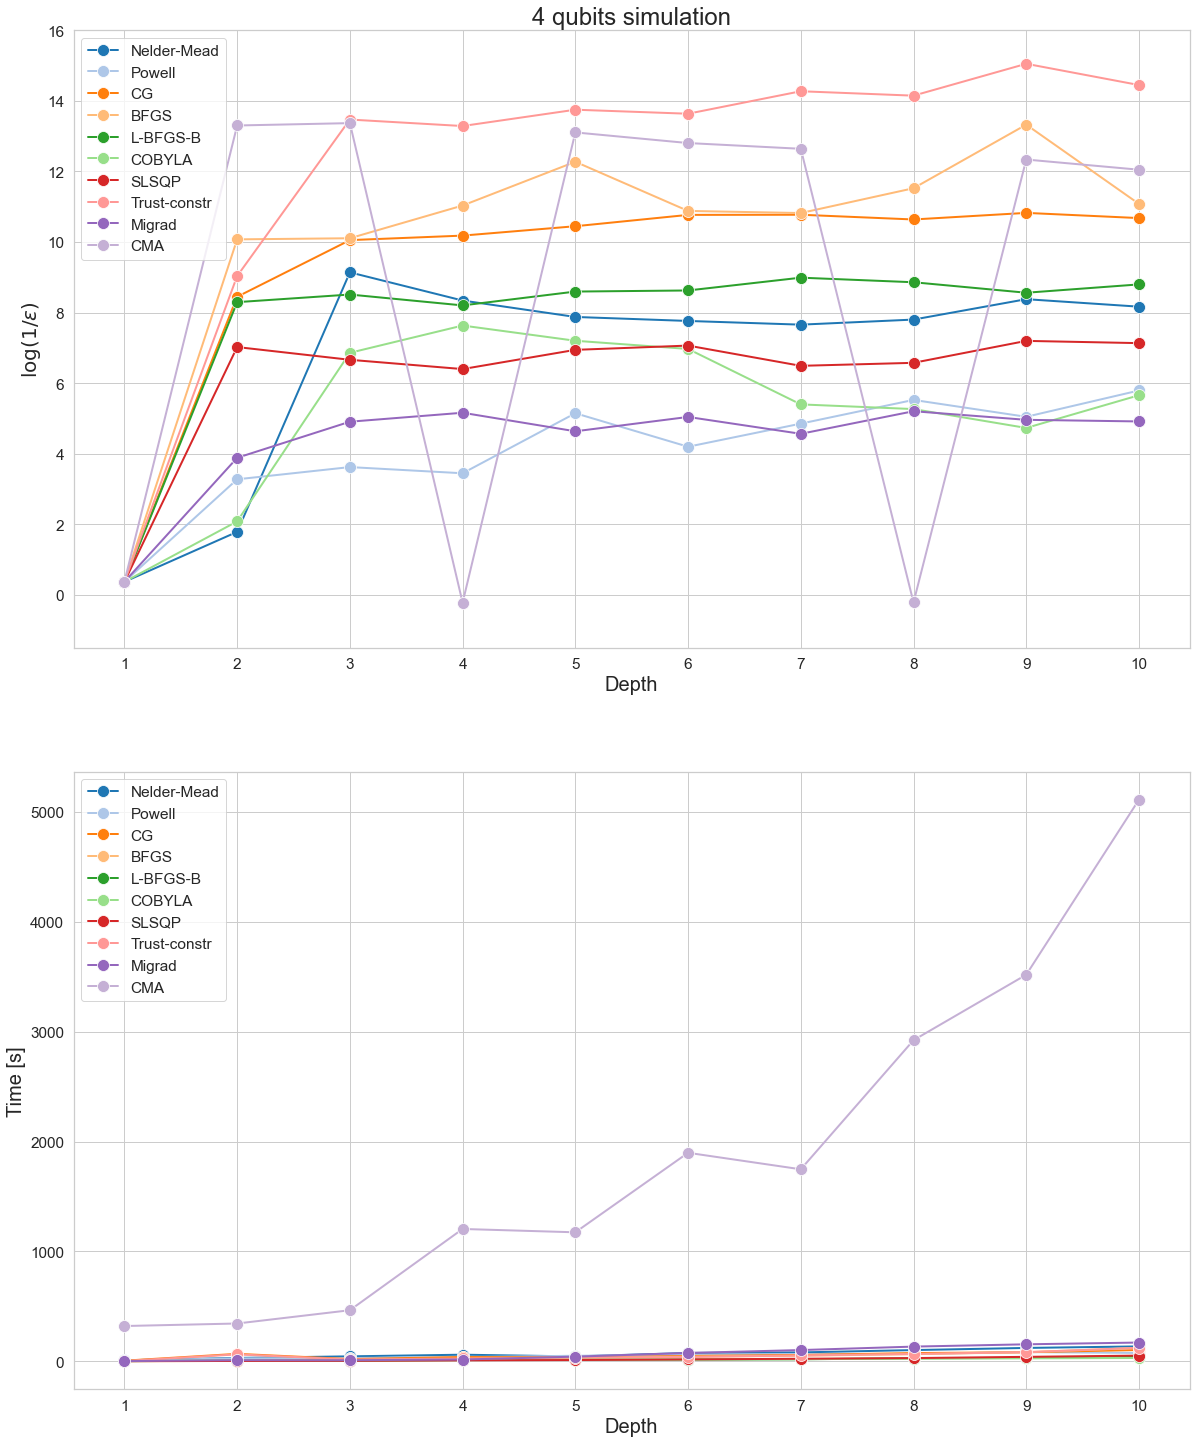 4 qubits simulation
16
14
12
10
8
6
4
2
0
log(1/ε)
Nelder-Mead
Powell
CG
BFGS
L-BFGS-B
COBYLA
SLSQP
Trust-constr
Migrad
CMA
1 2 3 4 5 6 7 8 9 10
Depth
5000
4000
3000
2000
1000
0
Time [s]
Nelder-Mead
Powell
CG
BFGS
L-BFGS-B
COBYLA
SLSQP
Trust-constr
Migrad
CMA
1 2 3 4 5 6 7 8 9 10
Depth